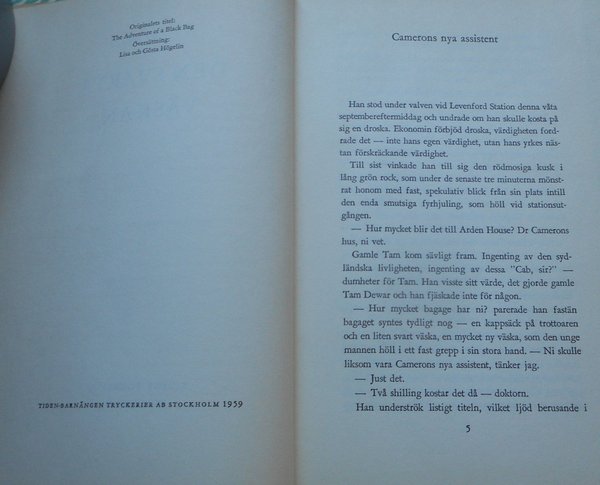 Originalets titel:
The Adventure of a Black Bag
Översättning:
Lisa och Gösta Högelin
TIDEN-BARNÄNGEN TRYCKERIER AB STOCKHOLM 1959
Camerons nya assistent
Han stod under valven vid Levenford Station denna våta
septembereftermiddag och undrade om han skulle kosta på
sig en droska. Ekonomin förbjöd droska, värdigheten ford-
rade det — inte hans egen värdighet, utan hans yrkes näs-
tan förskräckande värdighet.
Till sist vinkade han till sig den rödmosiga kusk i
lång grön rock, som under de senaste tre minuterna mönst-
rat honom med fast, spekulativ blick från sin plats intill
den enda smutsiga fyrhjuling, som höll vid stationsut-
gången.
— Hur mycket blir det till Arden House? Dr Camerons
hus, ni vet.
Gamle Tam kom sävligt fram. Ingenting av den syd-
ländska livligheten, ingenting av dessa "Cab, sir?" —
dumheter för Tam. Han visste sitt värde, det gjorde gamle
Tam Dewar och han fjäskade inte för någon.
— Hur mycket bagage har ni? parerade han fastän
bagaget syntes tydligt nog — en kappsäck på trottoaren
och en liten svart väska, en mycket ny väska, som den unge
mannen höll i ett fast grepp i sin stora hand. — Ni skulle
liksom vara Camerons nya assistent, tänker jag.
— Just det.
— Två shilling kostar det då — doktorn.
Han underströk listigt titeln, vilket ljöd berusande i
5